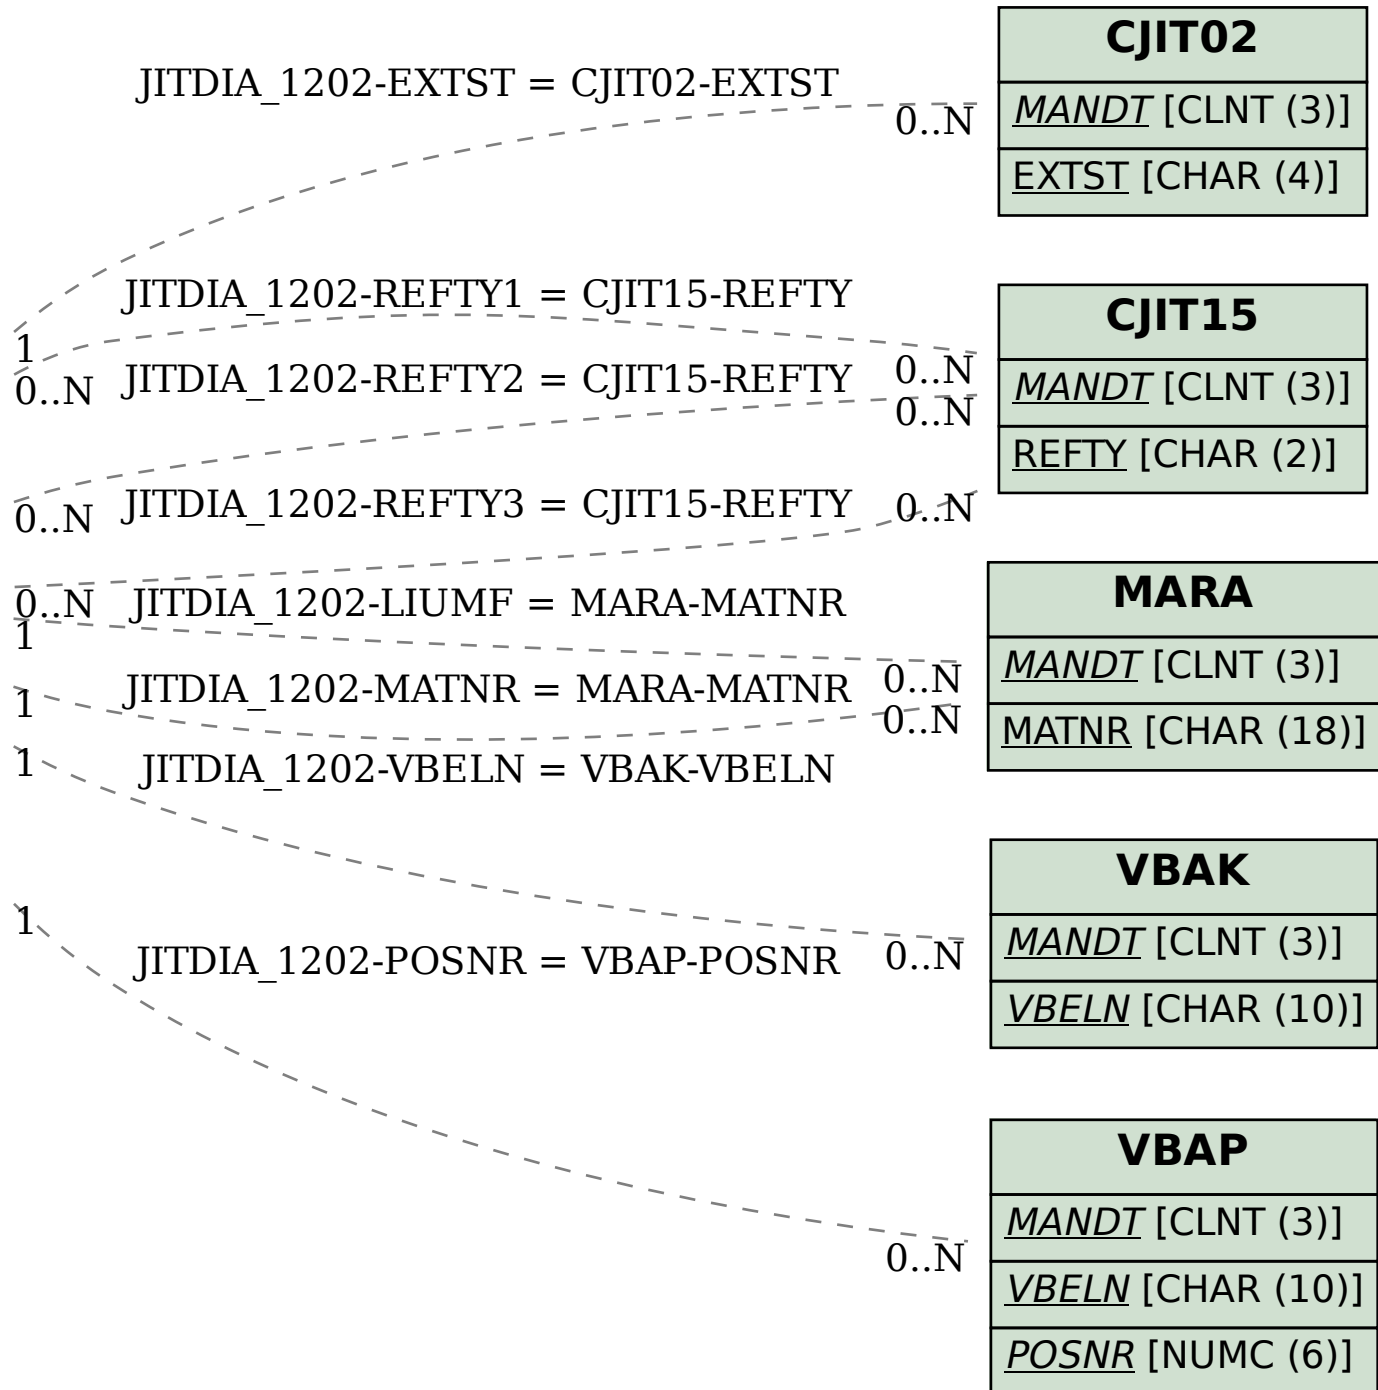 CJIT02
JITDIA_1202-EXTST = CJIT02-EXTST
MANDT [CLNT (3)]
0..N
EXTST [CHAR (4)]
JITDIA_1202-REFTY1 = CJIT15-REFTY
CJIT15
1
0..N
JITDIA_1202-REFTY2 = CJIT15-REFTY
0..N
MANDT [CLNT (3)]
0..N
REFTY [CHAR (2)]
JITDIA_1202-REFTY3 = CJIT15-REFTY
0..N
0..N
MARA
0..N
JITDIA_1202-LIUMF = MARA-MATNR
1
MANDT [CLNT (3)]
0..N
JITDIA_1202-MATNR = MARA-MATNR
1
0..N
MATNR [CHAR (18)]
1
JITDIA_1202-VBELN = VBAK-VBELN
VBAK
1
MANDT [CLNT (3)]
0..N
JITDIA_1202-POSNR = VBAP-POSNR
VBELN [CHAR (10)]
VBAP
MANDT [CLNT (3)]
0..N
VBELN [CHAR (10)]
POSNR [NUMC (6)]